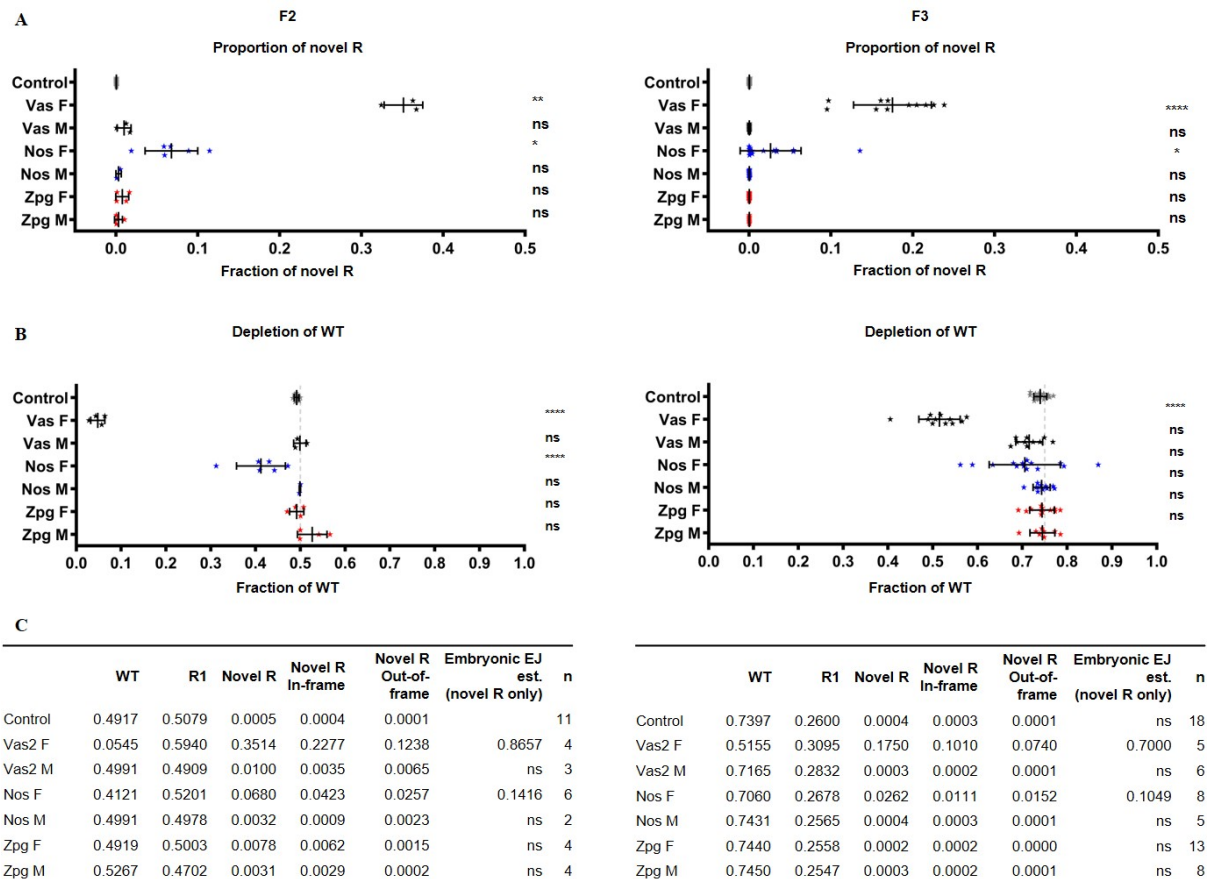 A
F2
Proportion of novel R
Control
Vas F
Vas M
Nos F
Nos M
Zpg F
Zpg M
**
ns
*
ns
ns
ns
0.0 0.1 0.2 0.3 0.4 0.5
Fraction of novel R
F3
Proportion of novel R
Control
Vas F
Vas M
Nos F
Nos M
Zpg F
Zpg M
****
ns
*
ns
ns
ns
0.0 0.1 0.2 0.3 0.4 0.5
Fraction of novel R
B
Depletion of WT
Control
Vas F
Vas M
Nos F
Nos M
Zpg F
Zpg M
****
ns
****
ns
ns
ns
0.0 0.1 0.2 0.3 0.4 0.5 0.6 0.7 0.8 0.9 1.0
Fraction of WT
Depletion of WT
Control
Vas F
Vas M
Nos F
Nos M
Zpg F
Zpg M
****
ns
ns
ns
ns
ns
0.0 0.1 0.2 0.3 0.4 0.5 0.6 0.7 0.8 0.9 1.0
Fraction of WT
C
WT R1 Novel R Novel R In-frame Novel R Out-of-frame Embryonic EJ est. (novel R only) n
Control 0.4917 0.5079 0.0005 0.0004 0.0001 11
Vas2 F 0.0545 0.5940 0.3514 0.2277 0.1238 0.8657 4
Vas2 M 0.4991 0.4909 0.0100 0.0035 0.0065 ns 3
Nos F 0.4121 0.5201 0.0680 0.0423 0.0257 0.1416 6
Nos M 0.4991 0.4978 0.0032 0.0009 0.0023 ns 2
Zpg F 0.4919 0.5003 0.0078 0.0062 0.0015 ns 4
Zpg M 0.5267 0.4702 0.0031 0.0029 0.0002 ns 4
WT R1 Novel R Novel R In-frame Novel R Out-of-frame Embryonic EJ est. (novel R only) n
Control 0.7397 0.2600 0.0004 0.0003 0.0001 ns 18
Vas2 F 0.5155 0.3095 0.1750 0.1010 0.0740 0.7000 5
Vas2 M 0.7165 0.2832 0.0003 0.0002 0.0001 ns 6
Nos F 0.7060 0.2678 0.0262 0.0111 0.0152 0.1049 8
Nos M 0.7431 0.2565 0.0004 0.0003 0.0001 ns 5
Zpg F 0.7440 0.2558 0.0002 0.0002 0.0000 ns 13
Zpg M 0.7450 0.2547 0.0003 0.0002 0.0001 ns 8